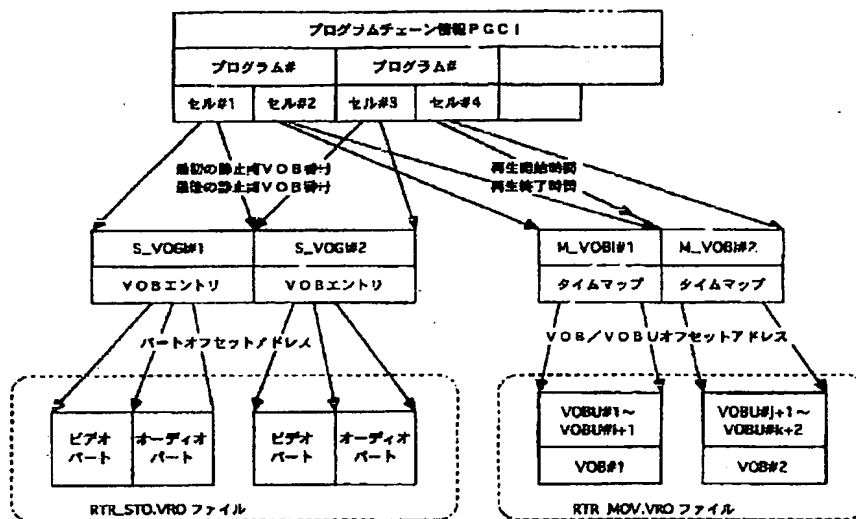 プログラムチェーン情報PGCI
プログラム# プログラム#
セル#1 セル#2 セル#3 セル#4
最初の静止画VOB番号
最後の静止画VOB番号
再生開始時間
再生終了時間
S_VOGI#1 S_VOGI#2
VOBエントリ VOBエントリ
M_VOBI#1 M_VOBI#2
タイムマップ タイムマップ
パートオフセットアドレス
VOB/VOBUオフセットアドレス
ビデオ
パート
オーディオ
パート
ビデオ
パート
オーディオ
パート
VOBU#1~
VOBU#i+1
VOB#1
VOBU#j+1~
VOBU#k+2
VOB#2
RTR_STO.VRO ファイル
RTR_MOV.VRO ファイル